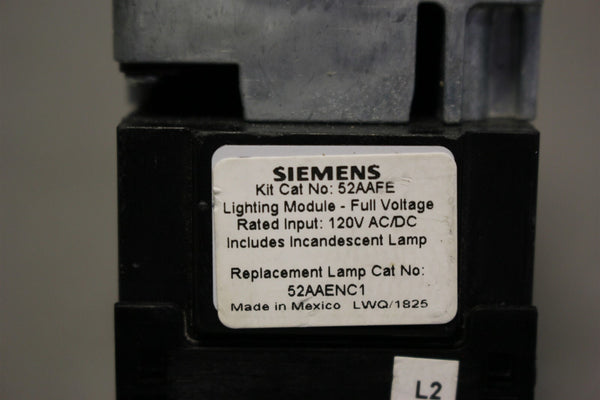 SIEMENS
Kit Cat No: 52AAFE
Lighting Module - Full Voltage
Rated Input: 120V AC/DC
Includes Incandescent Lamp
Replacement Lamp Cat No:
52AAENC1
Made in Mexico LWQ/1825
L2